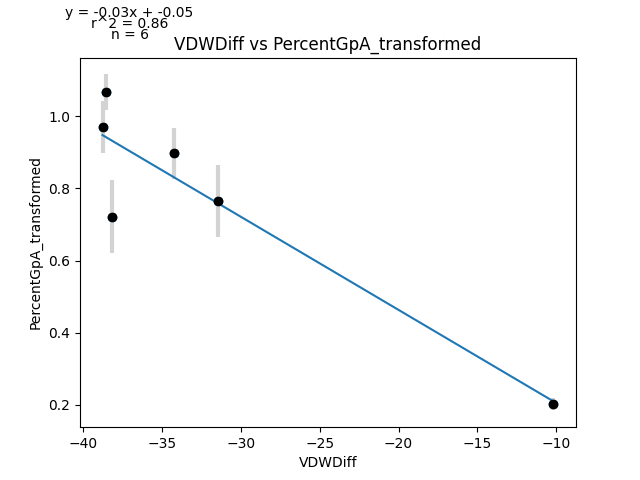 y = -0.03x + -0.05
r^2 = 0.86
n = 6
VDWDiff vs PercentGpA_transformed
PercentGpA_transformed
1.0
0.8
0.6
0.4
0.2
−40 −35 −30 −25 −20 −15 −10
VDWDiff